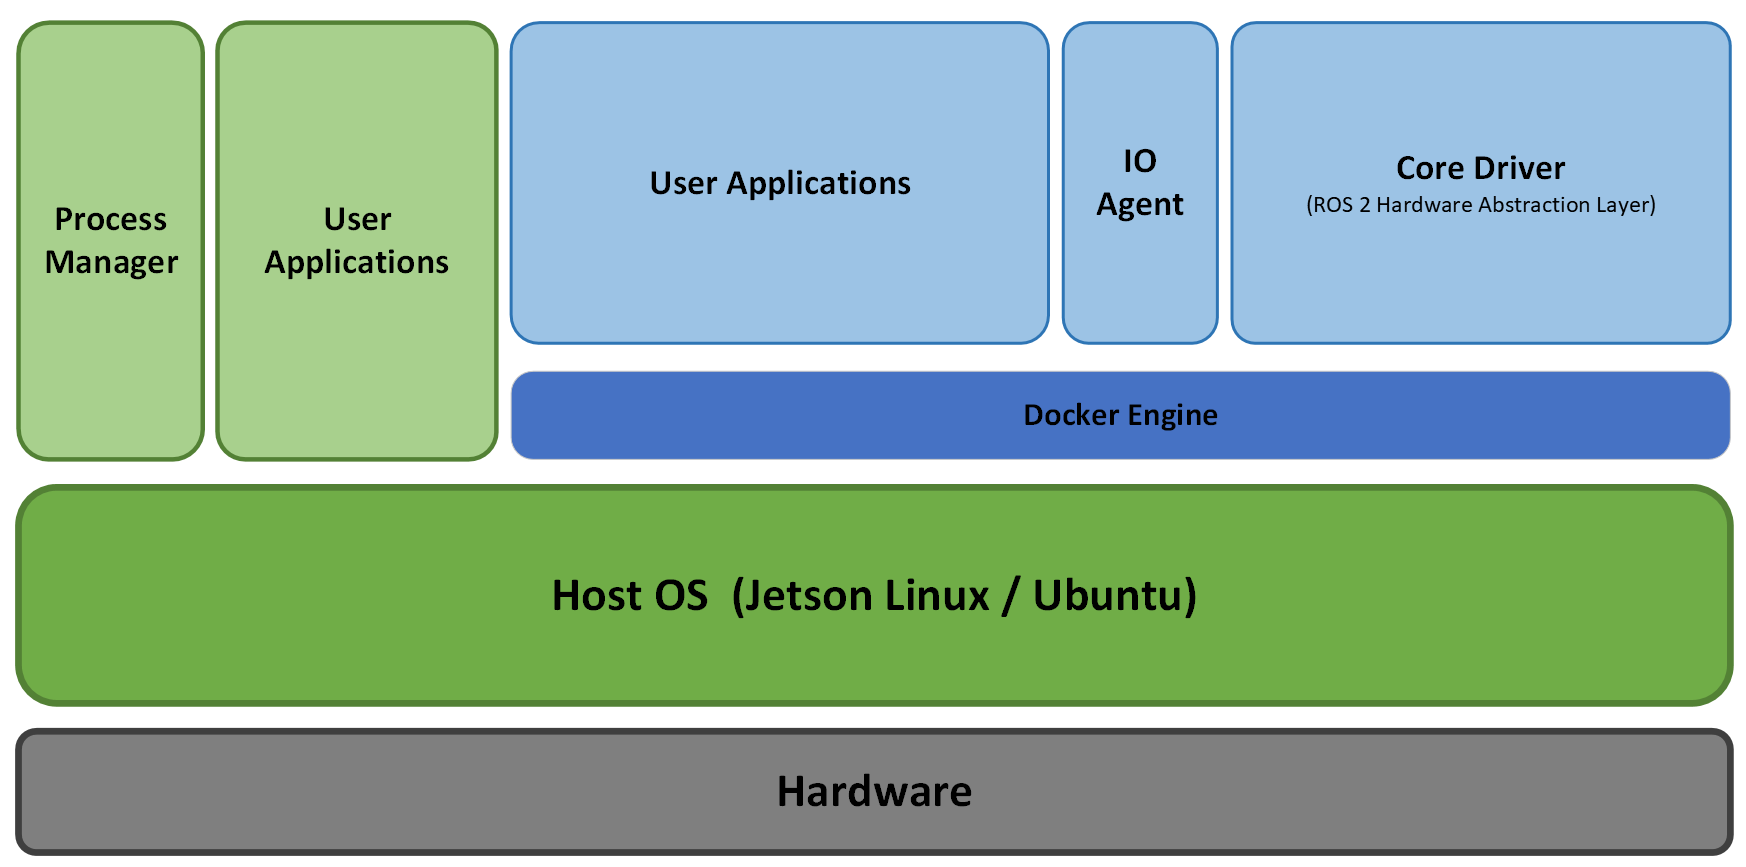 Process
Manager
User
Applications
User Applications
IO
Agent
Core Driver
(ROS 2 Hardware Abstraction Layer)
Docker Engine
Host OS  (Jetson Linux / Ubuntu)
Hardware